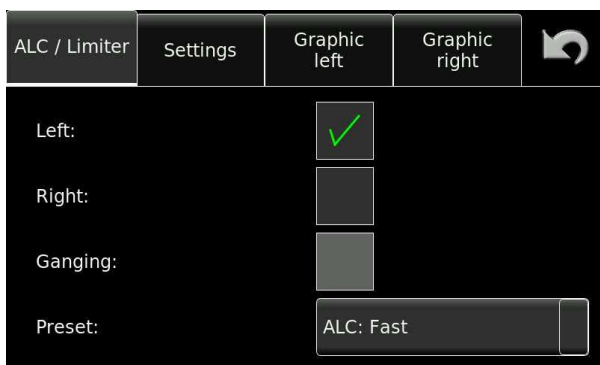 ALC / Limiter
Settings
Graphic
left
Graphic
right
Left:
Right:
Ganging:
Preset:
ALC: Fast